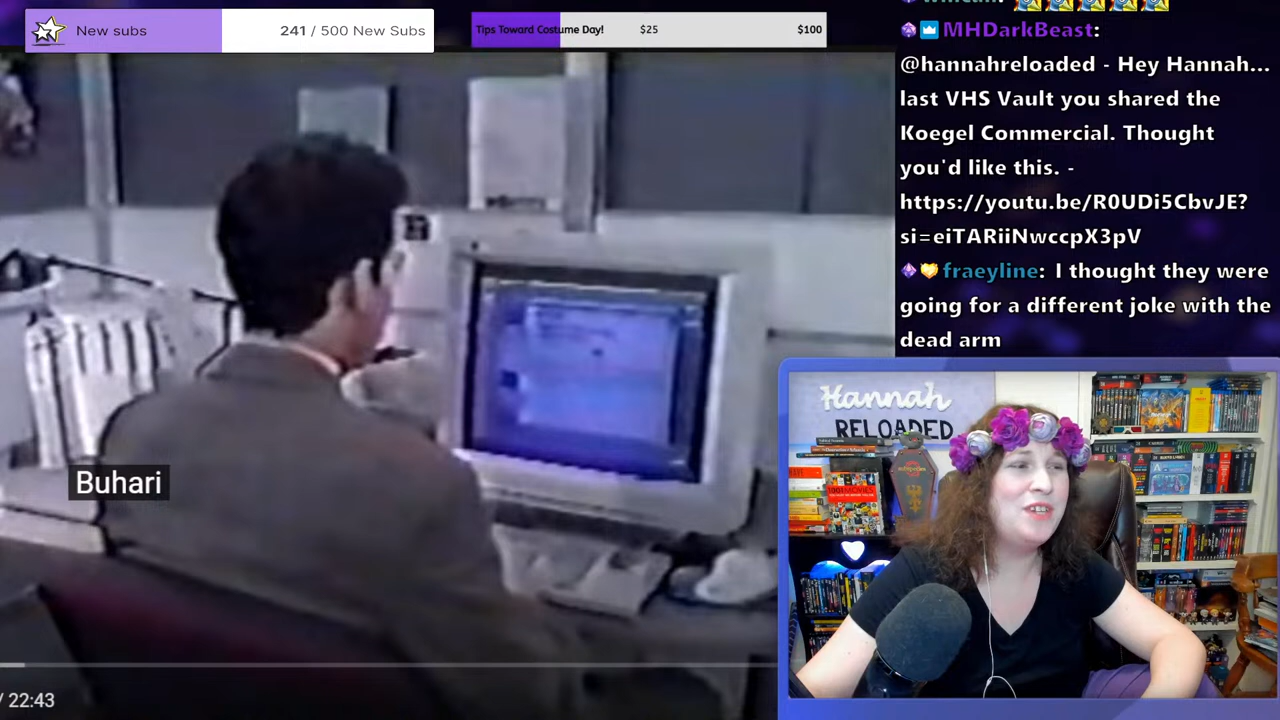 New subs
241 / 500 New Subs
Tips Toward Costume Day!
$25
$100
MHDarkBeast:
@hannahreloaded - Hey Hannah...
last VHS Vault you shared the
Koegel Commercial. Thought
you'd like this. -
https://youtu.be/R0UDi5CbvJE?
si=eiTARiiNwccpX3pV
fraeyline: I thought they were
going for a different joke with the
dead arm
Buhari
/ 22:43
Hannah
RELOADED